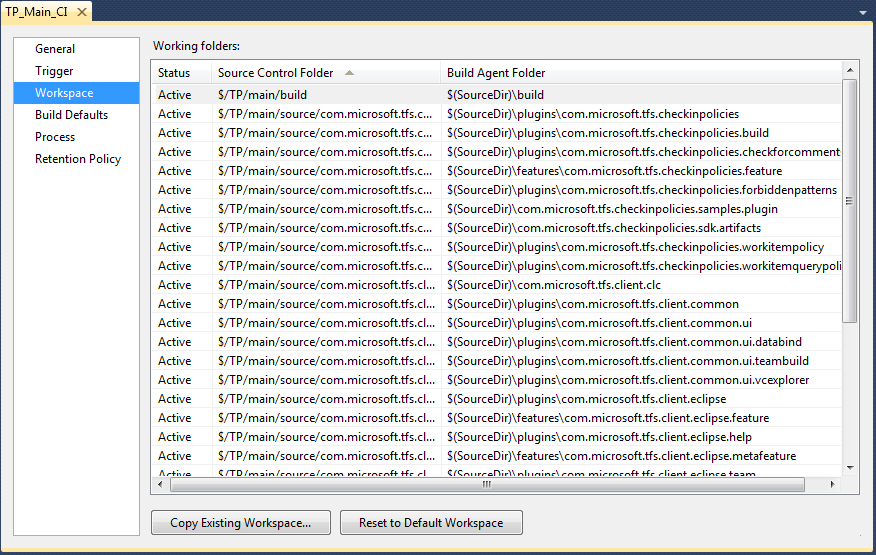 TP_Main_CI
General
Trigger
Workspace
Build Defaults
Process
Retention Policy
Working folders:
Status Source Control Folder Build Agent Folder
Active $/TP/main/build $(SourceDir)\build
Active $/TP/main/source/com.microsoft.tfs.c... $(SourceDir)\plugins\com.microsoft.tfs.checkinpolicies
Active $/TP/main/source/com.microsoft.tfs.c... $(SourceDir)\plugins\com.microsoft.tfs.checkinpolicies.build
Active $/TP/main/source/com.microsoft.tfs.c... $(SourceDir)\plugins\com.microsoft.tfs.checkinpolicies.checkforcomment
Active $/TP/main/source/com.microsoft.tfs.c... $(SourceDir)\features\com.microsoft.tfs.checkinpolicies.feature
Active $/TP/main/source/com.microsoft.tfs.c... $(SourceDir)\plugins\com.microsoft.tfs.checkinpolicies.forbiddenpatterns
Active $/TP/main/source/com.microsoft.tfs.c... $(SourceDir)\com.microsoft.tfs.checkinpolicies.samples.plugin
Active $/TP/main/source/com.microsoft.tfs.c... $(SourceDir)\com.microsoft.tfs.checkinpolicies.sdk.artifacts
Active $/TP/main/source/com.microsoft.tfs.c... $(SourceDir)\plugins\com.microsoft.tfs.checkinpolicies.workitempolicy
Active $/TP/main/source/com.microsoft.tfs.c... $(SourceDir)\plugins\com.microsoft.tfs.checkinpolicies.workitemquerypoli
Active $/TP/main/source/com.microsoft.tfs.cl... $(SourceDir)\com.microsoft.tfs.client.clc
Active $/TP/main/source/com.microsoft.tfs.cl... $(SourceDir)\plugins\com.microsoft.tfs.client.common
Active $/TP/main/source/com.microsoft.tfs.cl... $(SourceDir)\plugins\com.microsoft.tfs.client.common.ui
Active $/TP/main/source/com.microsoft.tfs.cl... $(SourceDir)\plugins\com.microsoft.tfs.client.common.ui.databind
Active $/TP/main/source/com.microsoft.tfs.cl... $(SourceDir)\plugins\com.microsoft.tfs.client.common.ui.teambuild
Active $/TP/main/source/com.microsoft.tfs.cl... $(SourceDir)\plugins\com.microsoft.tfs.client.common.ui.vcexplorer
Active $/TP/main/source/com.microsoft.tfs.cl... $(SourceDir)\plugins\com.microsoft.tfs.client.eclipse
Active $/TP/main/source/com.microsoft.tfs.cl... $(SourceDir)\features\com.microsoft.tfs.client.eclipse.feature
Active $/TP/main/source/com.microsoft.tfs.cl... $(SourceDir)\plugins\com.microsoft.tfs.client.eclipse.help
Active $/TP/main/source/com.microsoft.tfs.cl... $(SourceDir)\features\com.microsoft.tfs.client.eclipse.metafeature
Active $/TP/main/source/com.microsoft.tfs.cl... $(SourceDir)\plugins\com.microsoft.tfs.client.eclipse.team
Copy Existing Workspace... Reset to Default Workspace